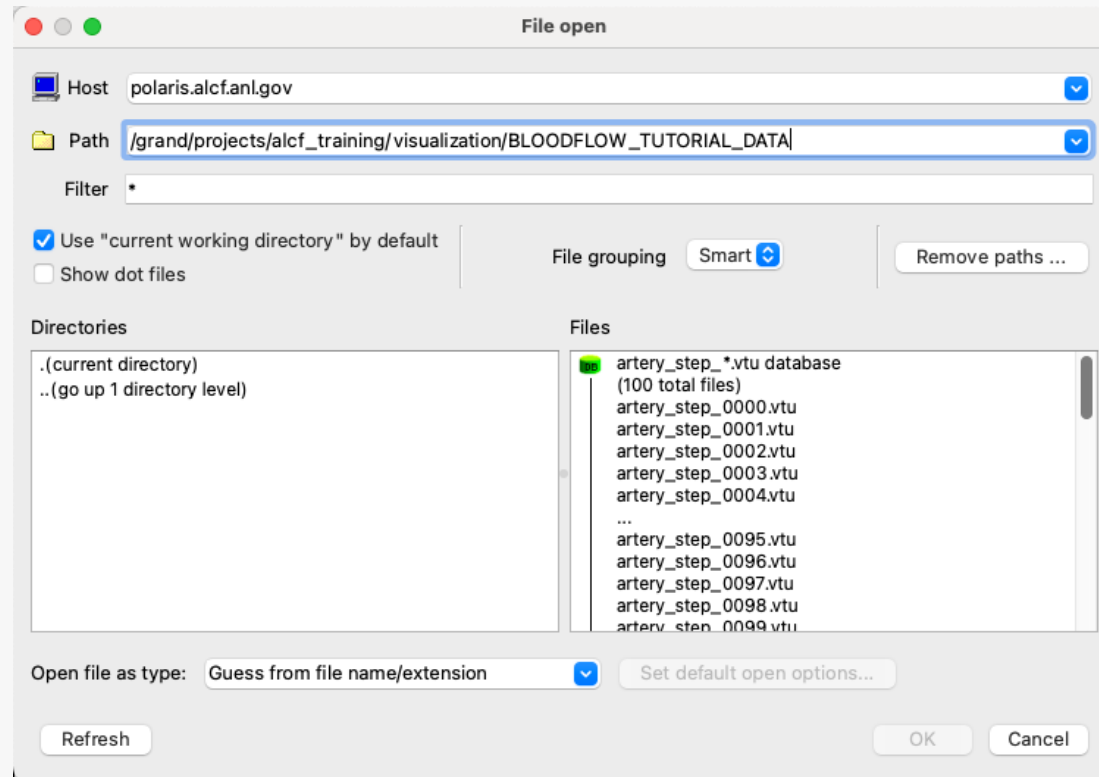 File open
Host polaris.alcf.anl.gov
Path /grand/projects/alcf_training/visualization/BLOODFLOW_TUTORIAL_DATA
Filter *
Use "current working directory" by default
Show dot files
File grouping Smart
Remove paths ...
Directories
.(current directory)
..(go up 1 directory level)
Files
DB
artery_step_*.vtu database
(100 total files)
artery_step_0000.vtu
artery_step_0001.vtu
artery_step_0002.vtu
artery_step_0003.vtu
artery_step_0004.vtu
...
artery_step_0095.vtu
artery_step_0096.vtu
artery_step_0097.vtu
artery_step_0098.vtu
artery_step_0099.vtu
Open file as type: Guess from file name/extension
Set default open options...
Refresh
OK
Cancel